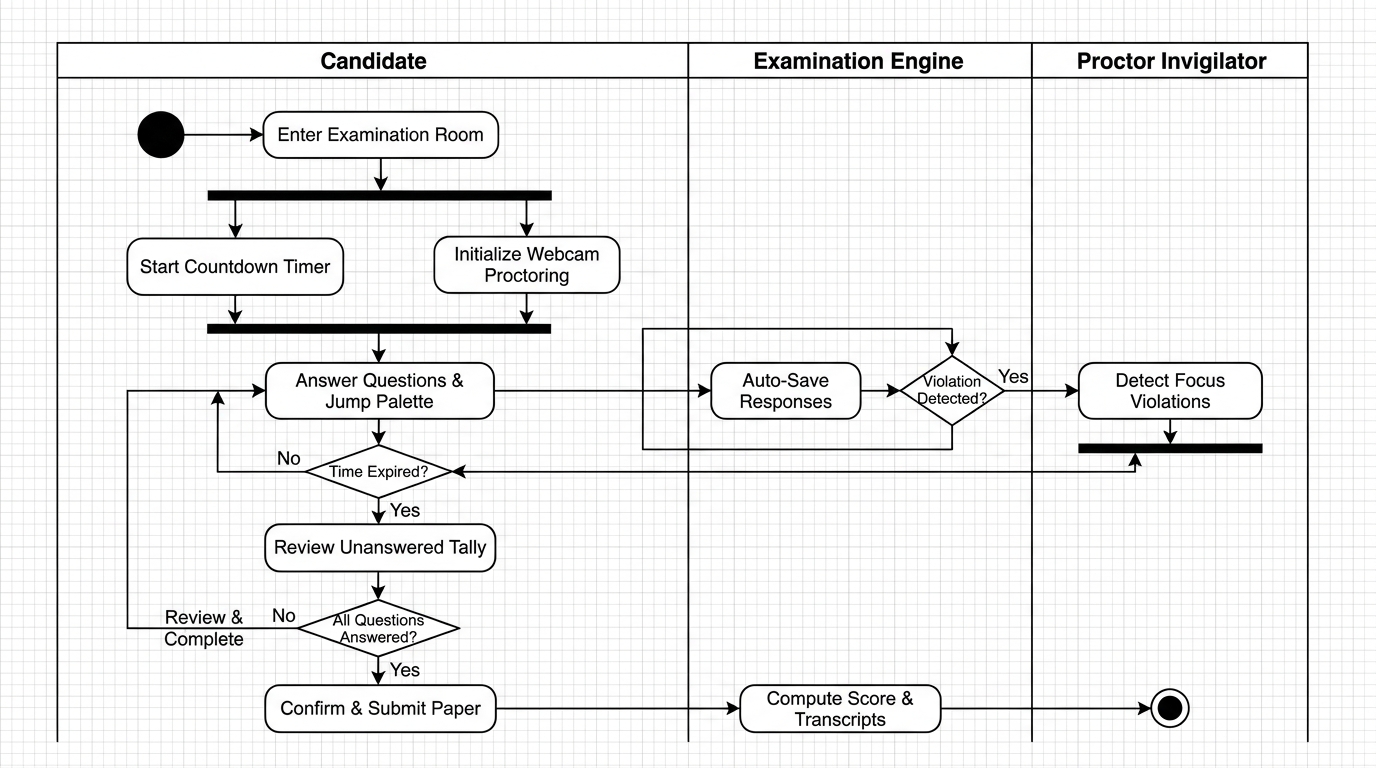 Candidate
Examination Engine
Proctor Invigilator
Enter Examination Room
Start Countdown Timer
Initialize Webcam
Proctoring
Answer Questions &
Jump Palette
Auto-Save
Responses
Violation
Detected?
Yes
Detect Focus
Violations
No
Time Expired?
Yes
Review Unanswered Tally
Review &
Complete
No
All Questions
Answered?
Yes
Confirm & Submit Paper
Compute Score &
Transcripts